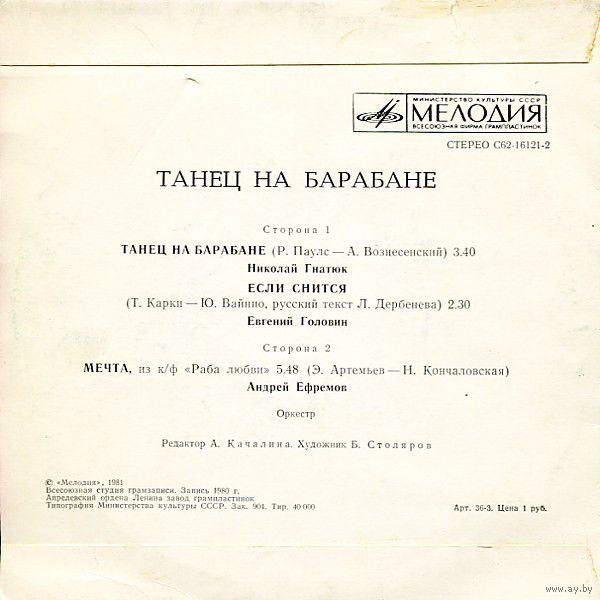 МИНИСТЕРСТВО КУЛЬТУРЫ СССР
МЕЛОДИЯ
ВСЕСОЮЗНАЯ ФИРМА ГРАМПЛАСТИНОК
СТЕРЕО С62-16121-2
ТАНЕЦ НА БАРАБАНЕ
Сторона 1
ТАНЕЦ НА БАРАБАНЕ (Р. Паулс — А. Вознесенский) 3.40
Николай Гнатюк
ЕСЛИ СНИТСЯ
(Т. Карки — Ю. Вайнио, русский текст Л. Дербенева) 2.30
Евгений Головин
Сторона 2
МЕЧТА, из к/ф «Раба любви» 5.48 (Э. Артемьев — Н. Кончаловская)
Андрей Ефремов
Оркестр
Редактор А. Качалина. Художник Б. Столяров
© «Мелодия», 1981
Всесоюзная студия грамзаписи. Запись 1980 г.
Апрелевский ордена Ленина завод грампластинок
Типография Министерства культуры СССР. Зак. 904. Тир. 40 000
Арт. 36-3. Цена 1 руб.
www.ay.by